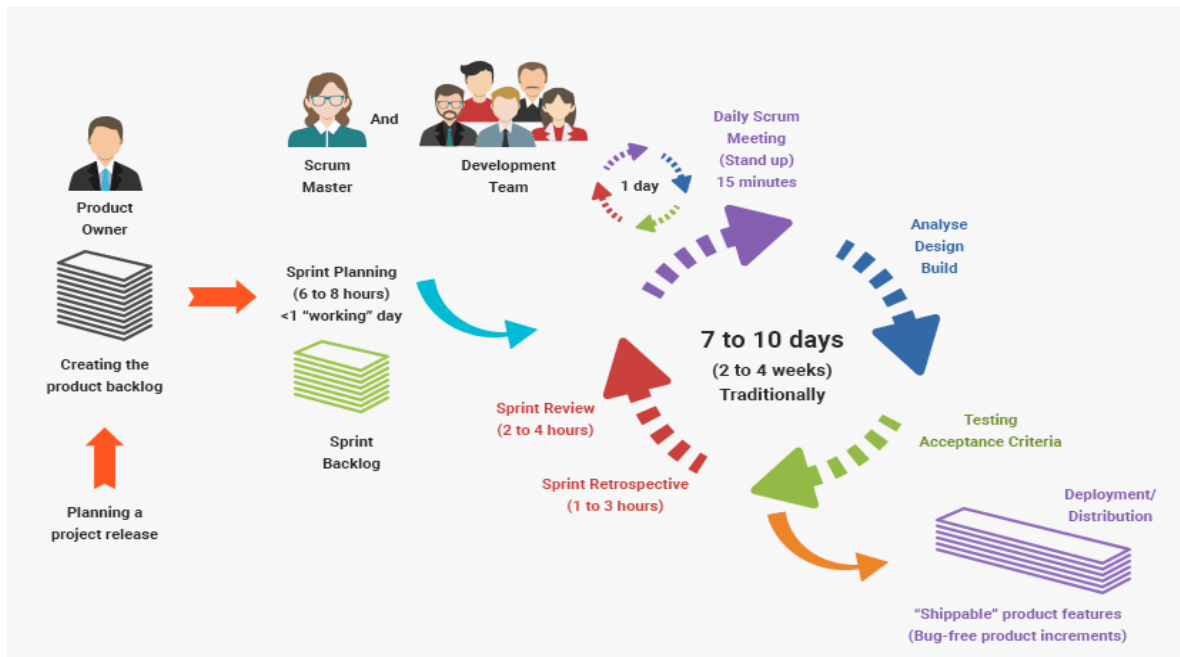 Product
Owner
Creating the
product backlog
Planning a
project release
Scrum
Master
And
Development
Team
Sprint Planning
(6 to 8 hours)
<1 “working” day
Sprint
Backlog
1 day
Daily Scrum
Meeting
(Stand up)
15 minutes
Analyse
Design
Build
7 to 10 days
(2 to 4 weeks)
Traditionally
Testing
Acceptance Criteria
Sprint Review
(2 to 4 hours)
Sprint Retrospective
(1 to 3 hours)
Deployment/
Distribution
“Shippable” product features
(Bug-free product increments)